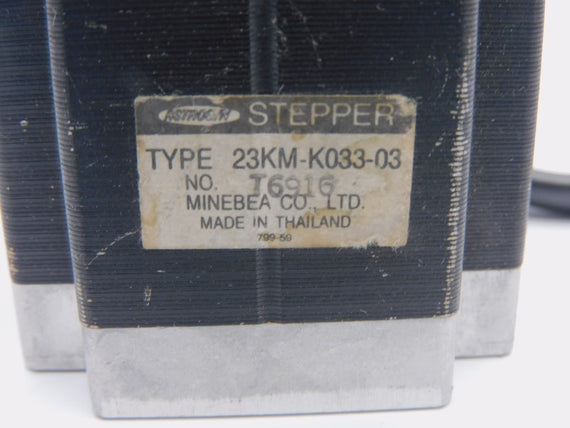 ASTROSYN STEPPER
TYPE 23KM-K033-03
NO. T6916
MINEBEA CO., LTD.
MADE IN THAILAND
799-59